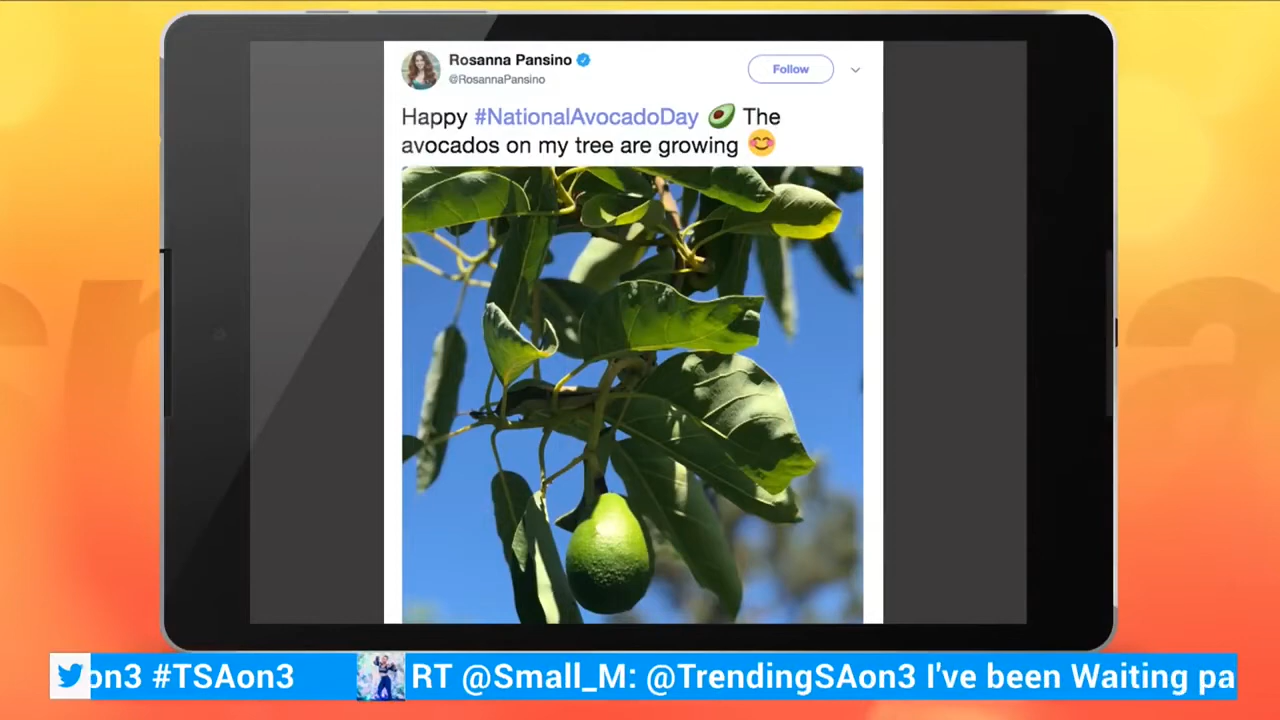 Rosanna Pansino
@RosannaPansino
Follow
Happy #NationalAvocadoDay 🥑 The
avocados on my tree are growing 😊
on3 #TSAon3
RT @Small_M: @TrendingSAon3 I've been Waiting pa